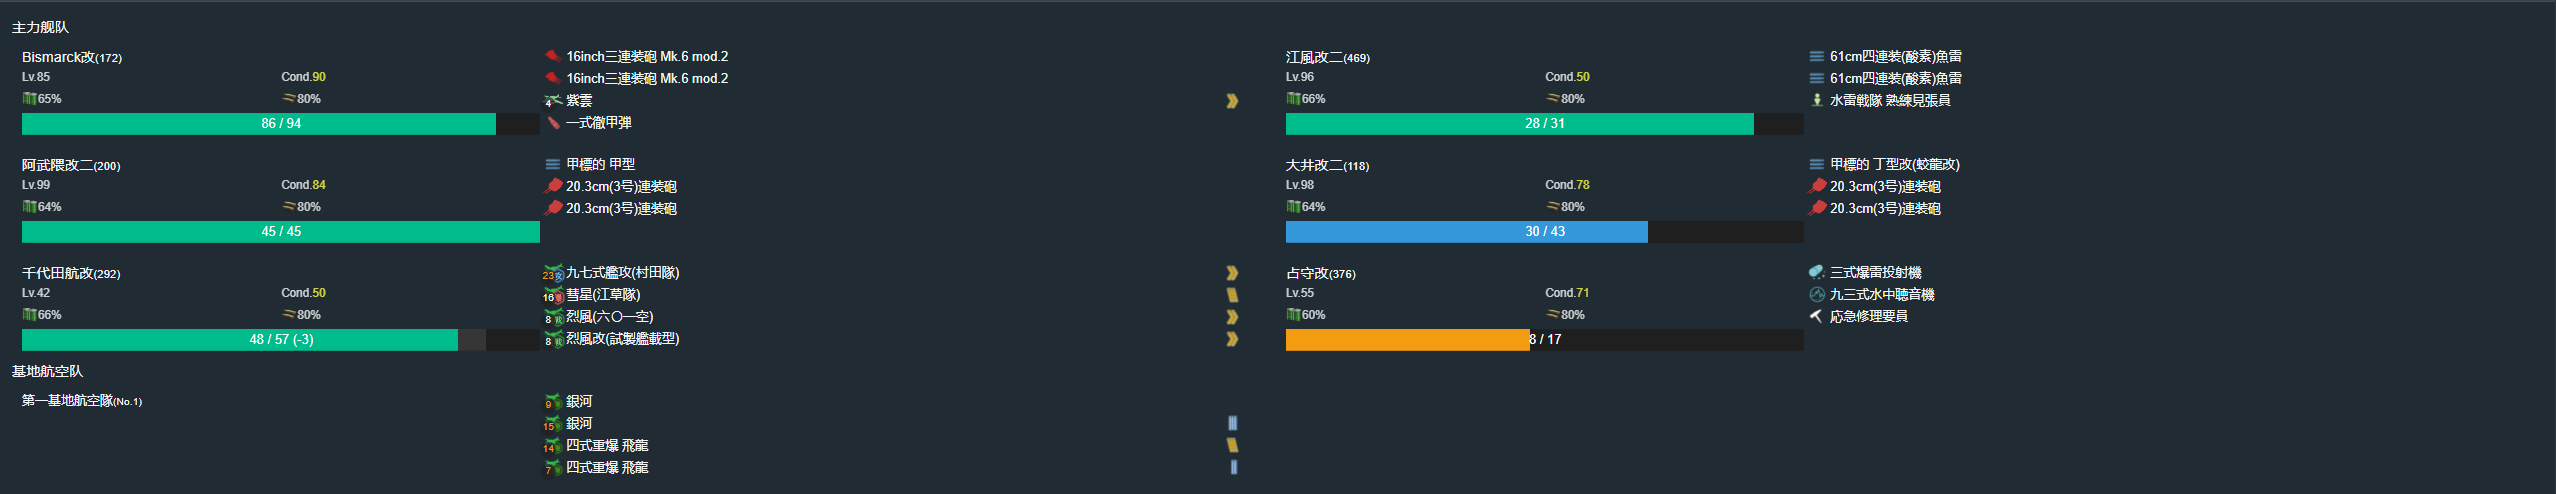 主力舰队
Bismarck改(172)
Lv.85 Cond.90
65% 80%
86 / 94
16inch三連装砲 Mk.6 mod.2
16inch三連装砲 Mk.6 mod.2
4 紫雲
一式徹甲弾
江風改二(469)
Lv.96 Cond.50
66% 80%
28 / 31
61cm四連装(酸素)魚雷
61cm四連装(酸素)魚雷
水雷戦隊 熟練見張員
阿武隈改二(200)
Lv.99 Cond.84
64% 80%
45 / 45
甲標的 甲型
20.3cm(3号)連装砲
20.3cm(3号)連装砲
大井改二(118)
Lv.98 Cond.78
64% 80%
30 / 43
甲標的 丁型改(蛟龍改)
20.3cm(3号)連装砲
20.3cm(3号)連装砲
千代田航改(292)
Lv.42 Cond.50
66% 80%
48 / 57 (-3)
23 九七式艦攻(村田隊)
16 彗星(江草隊)
8 烈風(六〇一空)
8 烈風改(試製艦載型)
占守改(376)
Lv.55 Cond.71
60% 80%
8 / 17
三式爆雷投射機
九三式水中聴音機
応急修理要員
基地航空队
第一基地航空隊(No.1)
9 銀河
15 銀河
14 四式重爆 飛龍
7 四式重爆 飛龍